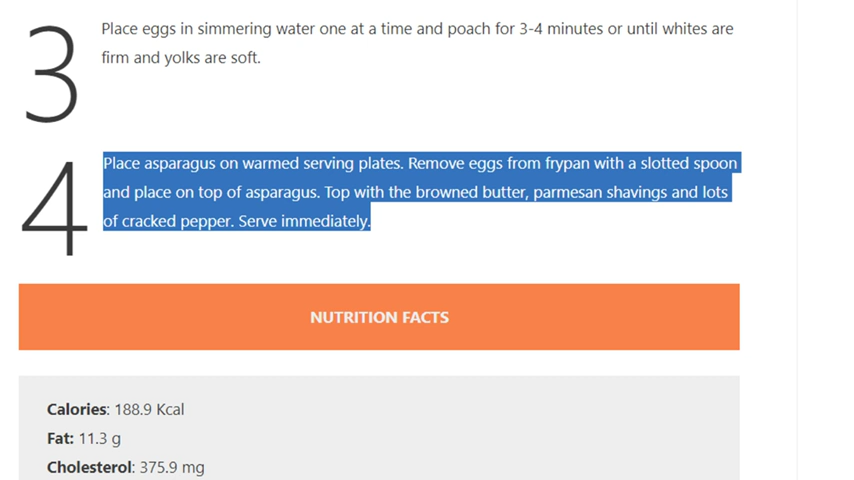 3
Place eggs in simmering water one at a time and poach for 3-4 minutes or until whites are
firm and yolks are soft.
4
Place asparagus on warmed serving plates. Remove eggs from frypan with a slotted spoon
and place on top of asparagus. Top with the browned butter, parmesan shavings and lots
of cracked pepper. Serve immediately.
NUTRITION FACTS
Calories: 188.9 Kcal
Fat: 11.3 g
Cholesterol: 375.9 mg